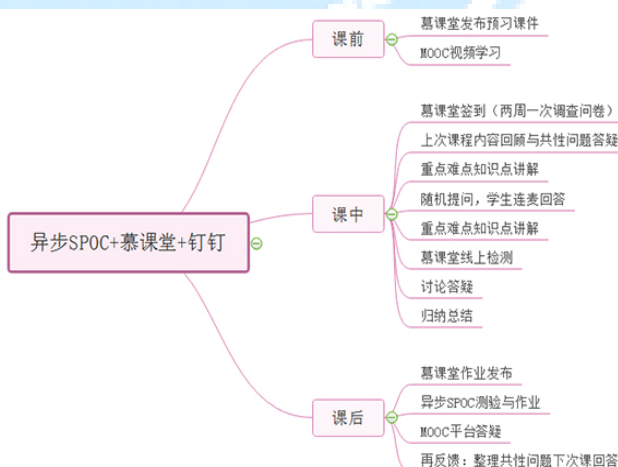 课前
慕课堂发布预习课件
MOOC视频学习
异步SPOC+慕课堂+钉钉
课中
慕课堂签到（两周一次调查问卷）
上次课程内容回顾与共性问题答疑
重点难点知识点讲解
随机提问，学生连麦回答
重点难点知识点讲解
慕课堂线上检测
讨论答疑
归纳总结
课后
慕课堂作业发布
异步SPOC测验与作业
MOOC平台答疑
再反馈：整理共性问题下次课回答